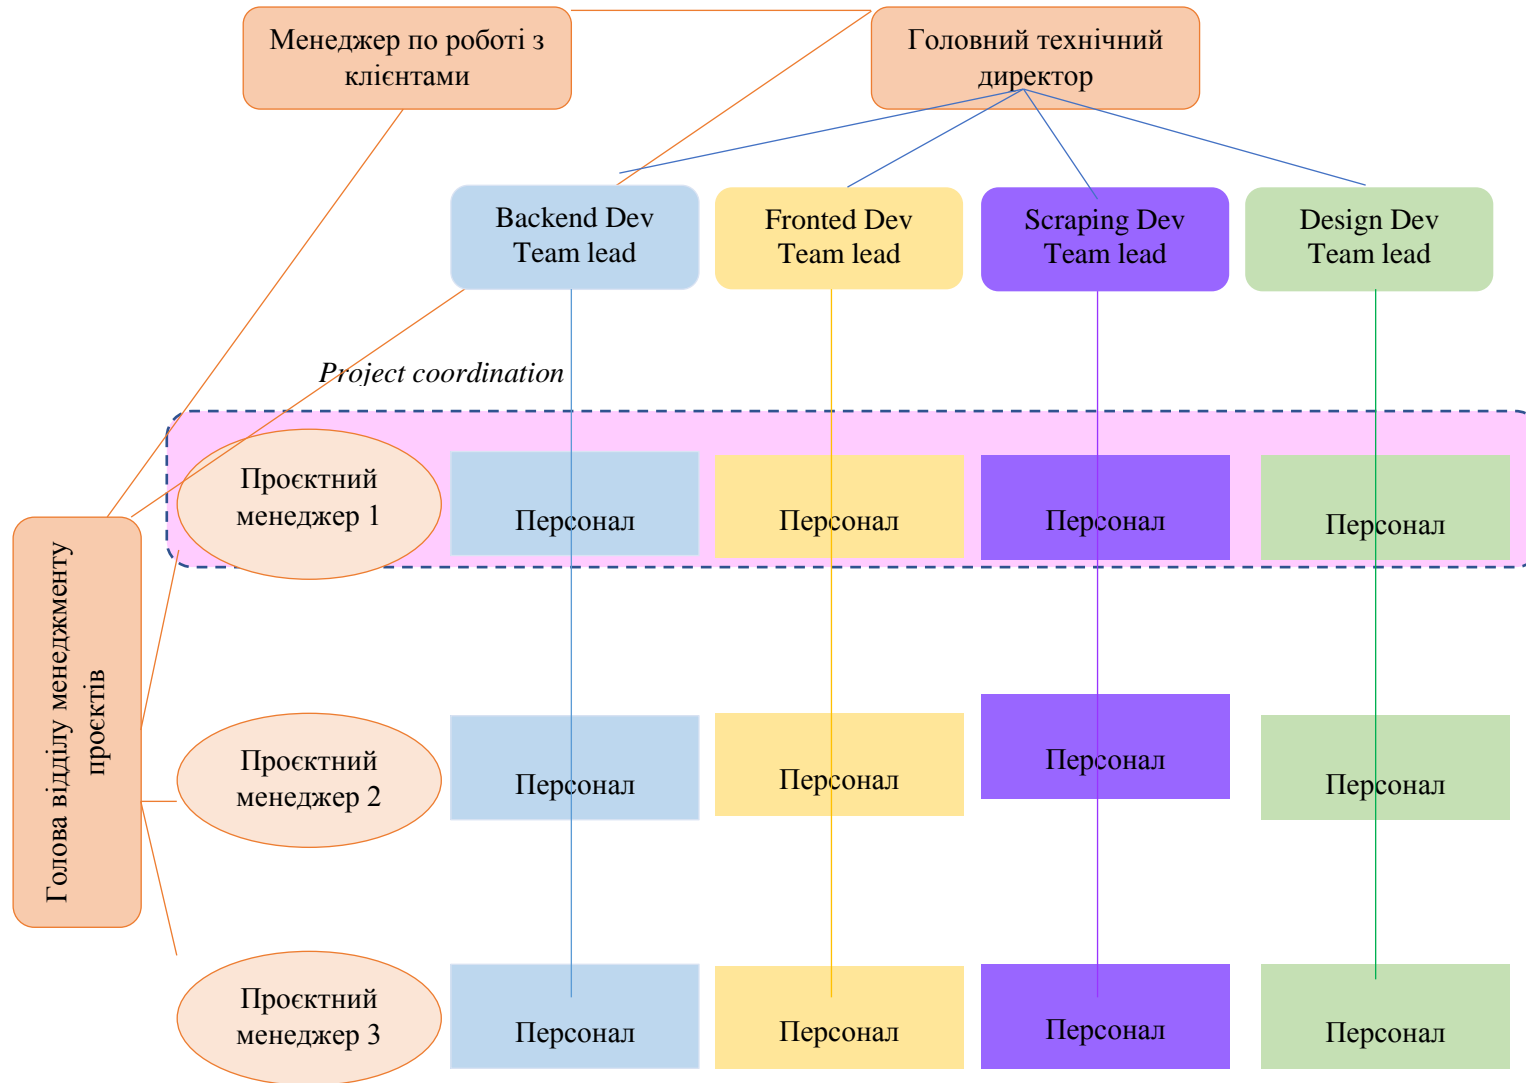 Менеджер по роботі з
клієнтами
Головний технічний
директор
Backend Dev
Team lead
Fronted Dev
Team lead
Scraping Dev
Team lead
Design Dev
Team lead
Project coordination
Голова відділу менеджменту
проєктів
Проєктний
менеджер 1
Персонал
Персонал
Персонал
Персонал
Проєктний
менеджер 2
Персонал
Персонал
Персонал
Персонал
Проєктний
менеджер 3
Персонал
Персонал
Персонал
Персонал